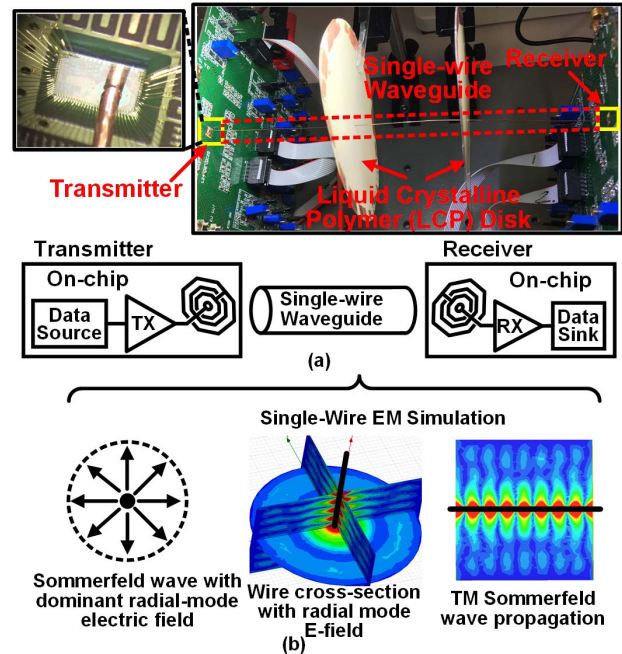 Single-wire
Waveguide
Receiver
Transmitter
Liquid Crystalline
Polymer (LCP) Disk
Transmitter
On-chip
Data
Source
TX
Single-wire
Waveguide
Receiver
On-chip
RX
Data
Sink
(a)
Single-Wire EM Simulation
Sommerfeld wave with
dominant radial-mode
electric field
Wire cross-section
with radial mode
E-field
TM Sommerfeld
wave propagation
(b)